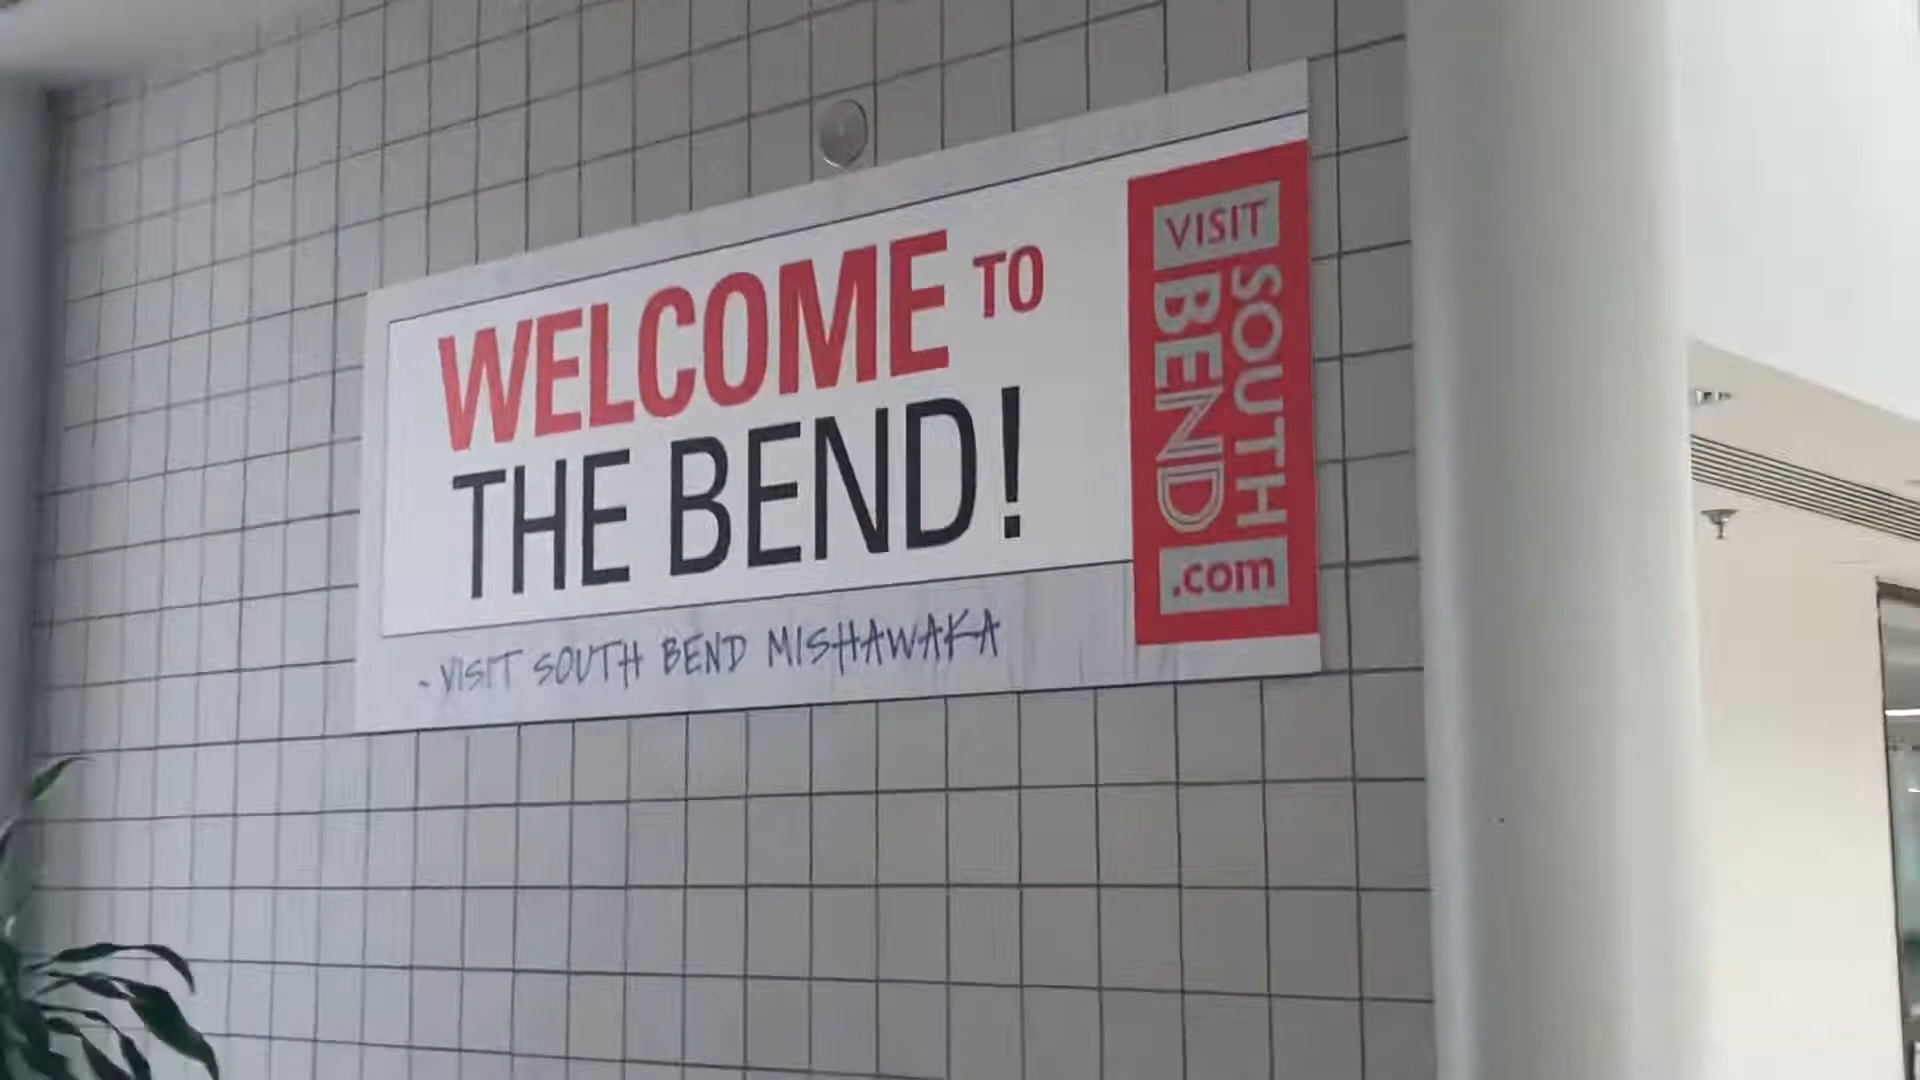 WELCOME TO
THE BEND!
- VISIT SOUTH BEND MISHAWAKA
VISIT
SOUTH
BEND
.com